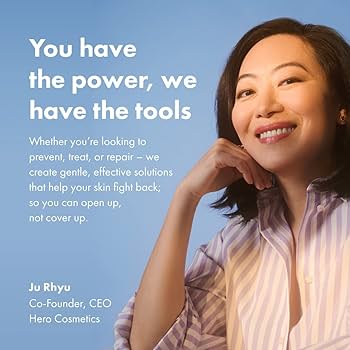 You have
the power, we
have the tools
Whether you're looking to
prevent, treat, or repair – we
create gentle, effective solutions
that help your skin fight back;
so you can open up,
not cover up.
Ju Rhyu
Co-Founder, CEO
Hero Cosmetics